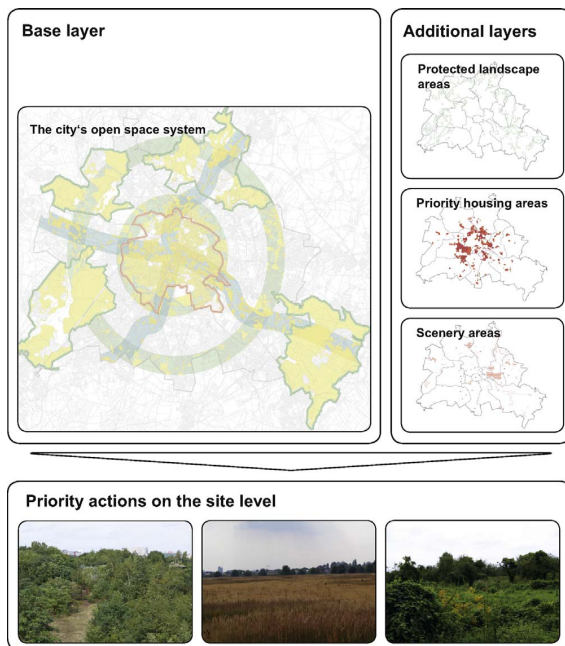 Base layer
The city's open space system
Additional layers
Protected landscape
areas
Priority housing areas
Scenery areas
Priority actions on the site level